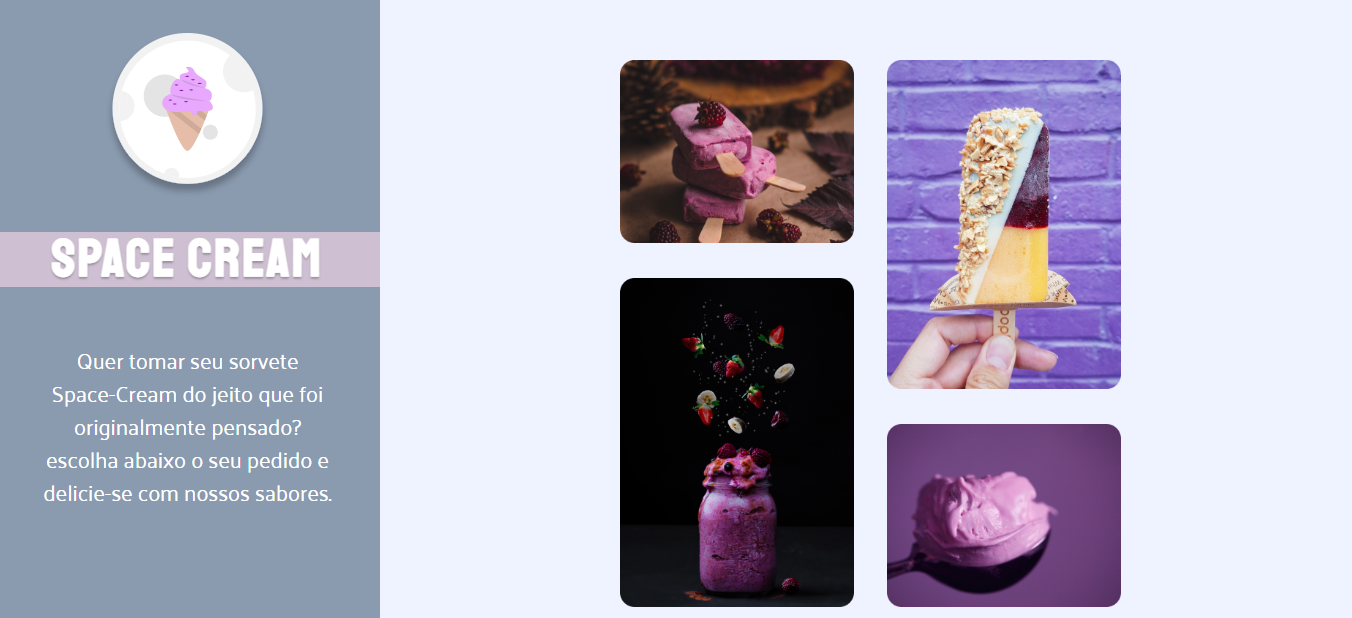 SPACE CREAM
Quer tomar seu sorvete
Space-Cream do jeito que foi
originalmente pensado?
escolha abaixo o seu pedido e
delicie-se com nossos sabores.